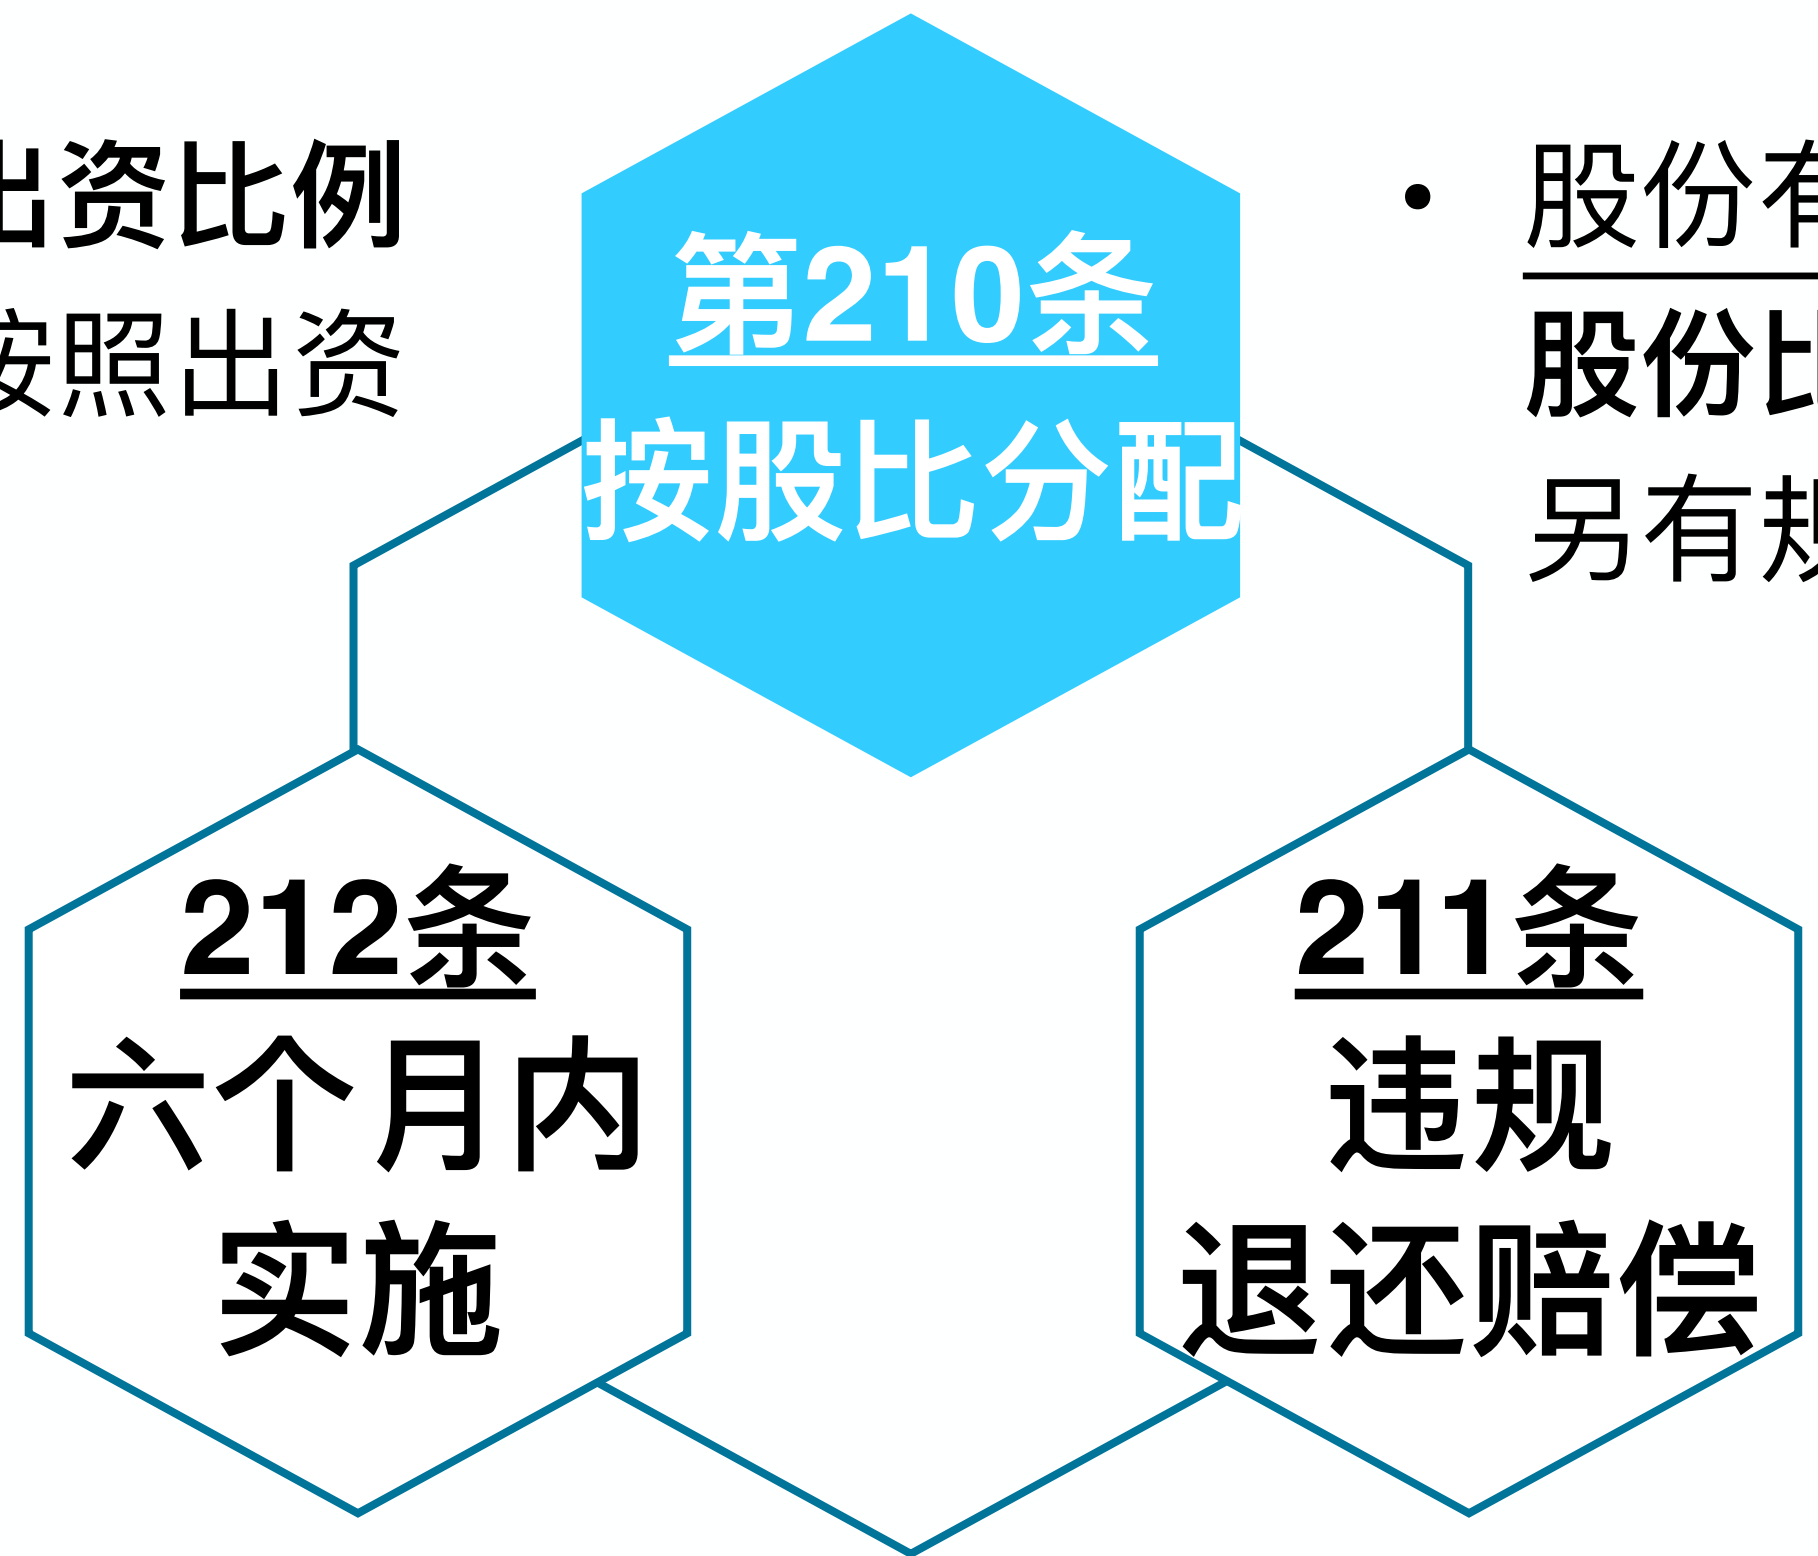 出资比例
按照出资
第210条
按股比分配
• 股份有
股份比
另有规
212条
六个月内
实施
211条
违规
退还赔偿